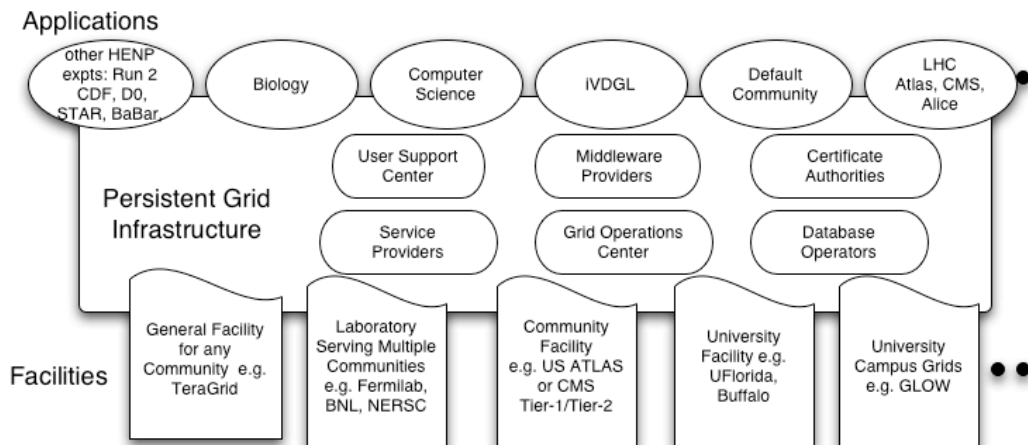 Applications
other HENP
expts: Run 2
CDF, D0,
STAR, BaBar,
Biology
Computer
Science
iVDGL
Default
Community
LHC
Atlas, CMS,
Alice
User Support
Center
Middleware
Providers
Certificate
Authorities
Persistent Grid
Infrastructure
Service
Providers
Grid Operations
Center
Database
Operators
Facilities
General Facility
for any
Community e.g.
TeraGrid
Laboratory
Serving Multiple
Communities
e.g. Fermilab,
BNL, NERSC
Community
Facility
e.g. US ATLAS
or CMS
Tier-1/Tier-2
University
Facility e.g.
UFlorida,
Buffalo
University
Campus Grids
e.g. GLOW